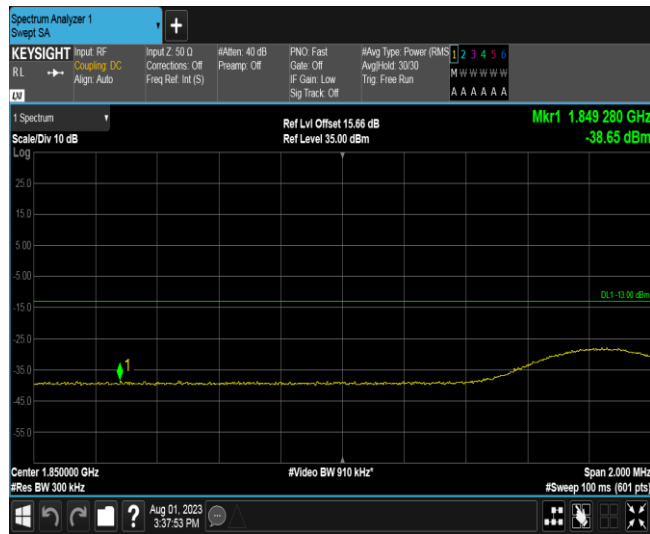 Spectrum Analyzer 1
Swept SA
+
KEYSIGHT
RL
LXI
Input: RF
Coupling: DC
Align: Auto
Input Z: 50 Ω
Corrections: Off
Freq Ref: Int (S)
#Atten: 40 dB
Preamp: Off
PNO: Fast
Gate: Off
IF Gain: Low
Sig Track: Off
#Avg Type: Power (RMS
Avg|Hold: 30/30
Trig: Free Run
1 2 3 4 5 6
M W W W W W
A A A A A A
1 Spectrum
Scale/Div 10 dB
Log
Ref Lvl Offset 15.66 dB
Ref Level 35.00 dBm
Mkr1 1.849 280 GHz
-38.65 dBm
25.0
15.0
5.00
-5.00
-15.0
-25.0
-35.0
-45.0
-55.0
DL1 -13.00 dBm
1
Center 1.85000 GHz
#Res BW 300 kHz
#Video BW 910 kHz*
Span 2.000 MHz
#Sweep 100 ms (601 pts)
?
Aug 01, 2023
3:37:53 PM